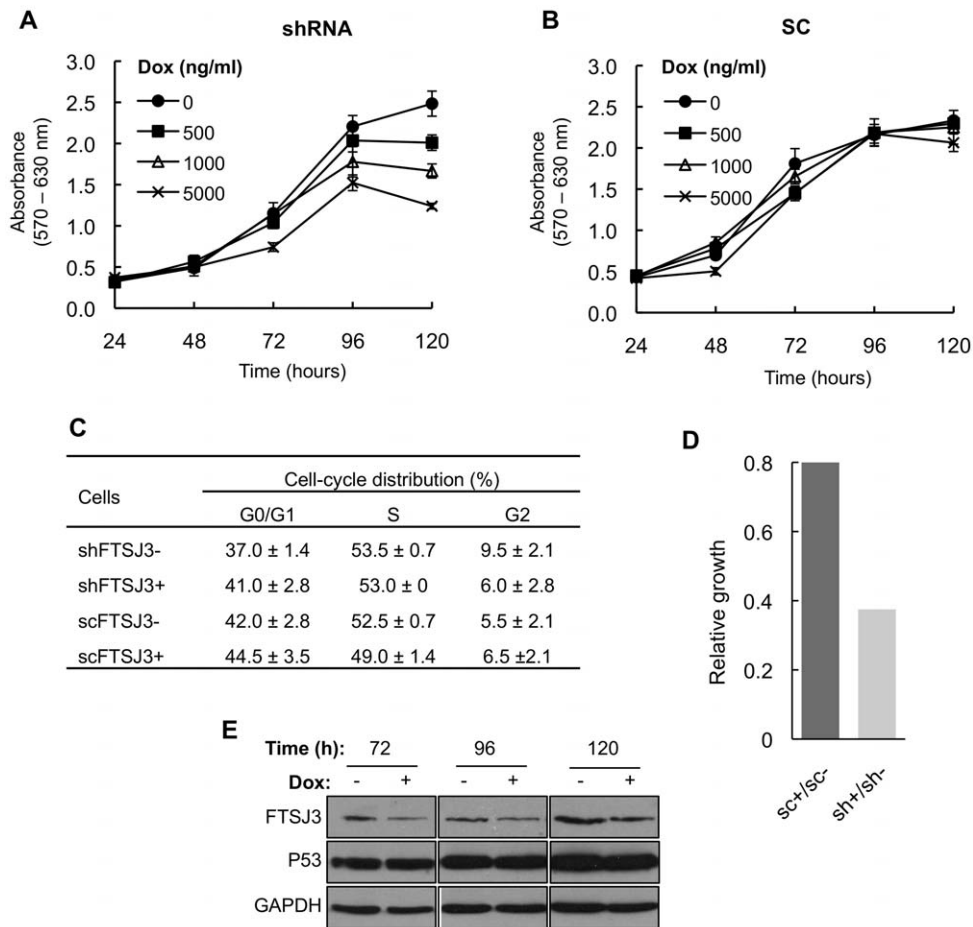 A
shRNA
Dox (ng/ml)
0
500
1000
5000
Absorbance
(570 – 630 nm)
3.0
2.5
2.0
1.5
1.0
0.5
0.0
24 48 72 96 120
Time (hours)
B
SC
Dox (ng/ml)
0
500
1000
5000
Absorbance
(570 – 630 nm)
3.0
2.5
2.0
1.5
1.0
0.5
0.0
24 48 72 96 120
Time (hours)
C
Cells
Cell-cycle distribution (%)
G0/G1 S G2
shFTSJ3- 37.0 ± 1.4 53.5 ± 0.7 9.5 ± 2.1
shFTSJ3+ 41.0 ± 2.8 53.0 ± 0 6.0 ± 2.8
scFTSJ3- 42.0 ± 2.8 52.5 ± 0.7 5.5 ± 2.1
scFTSJ3+ 44.5 ± 3.5 49.0 ± 1.4 6.5 ±2.1
D
Relative growth
0.8
0.4
0
sc+/sc-
sh+/sh-
E
Time (h): 72 96 120
Dox: - + - + - +
FTSJ3
P53
GAPDH